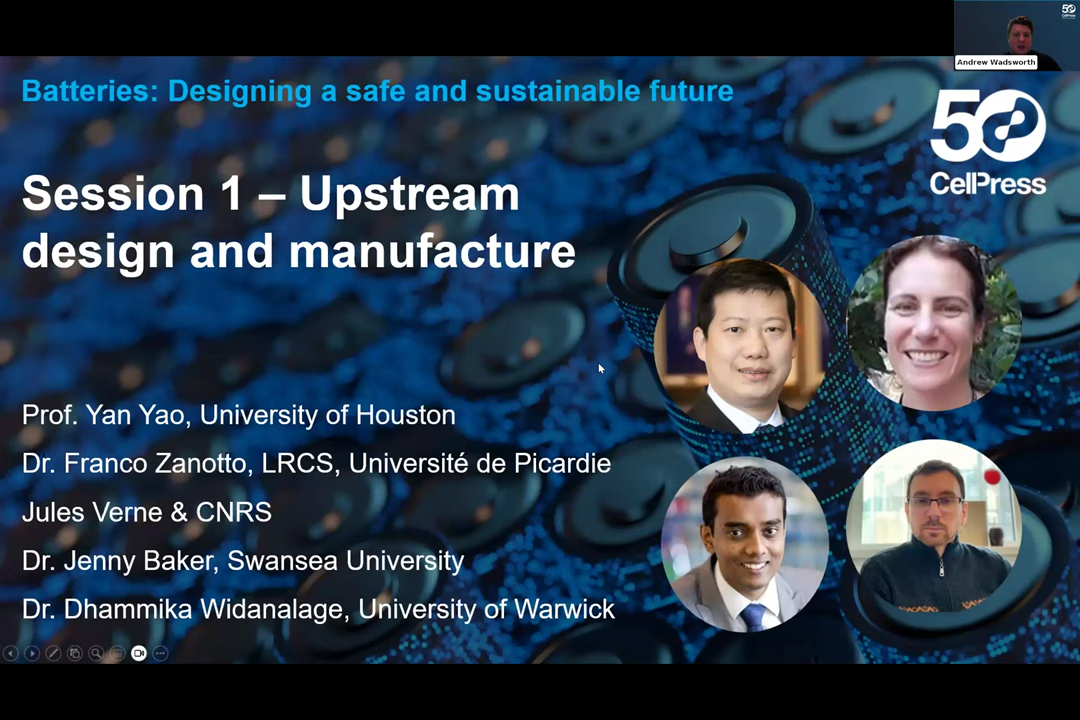 50
CellPress
Andrew Wadsworth
Batteries: Designing a safe and sustainable future
50
CellPress
Session 1 – Upstream
design and manufacture
Prof. Yan Yao, University of Houston
Dr. Franco Zanotto, LRCS, Université de Picardie
Jules Verne & CNRS
Dr. Jenny Baker, Swansea University
Dr. Dhammika Widanalage, University of Warwick